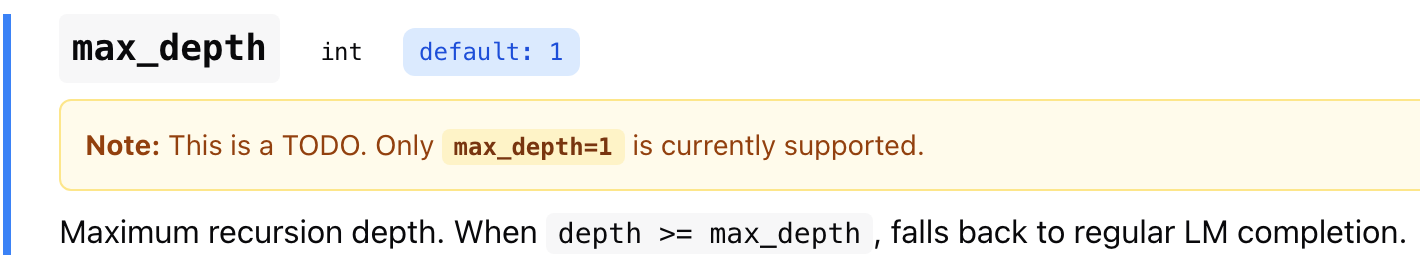 max_depth int default: 1
Note: This is a TODO. Only max_depth=1 is currently supported.
Maximum recursion depth. When depth >= max_depth, falls back to regular LM completion.